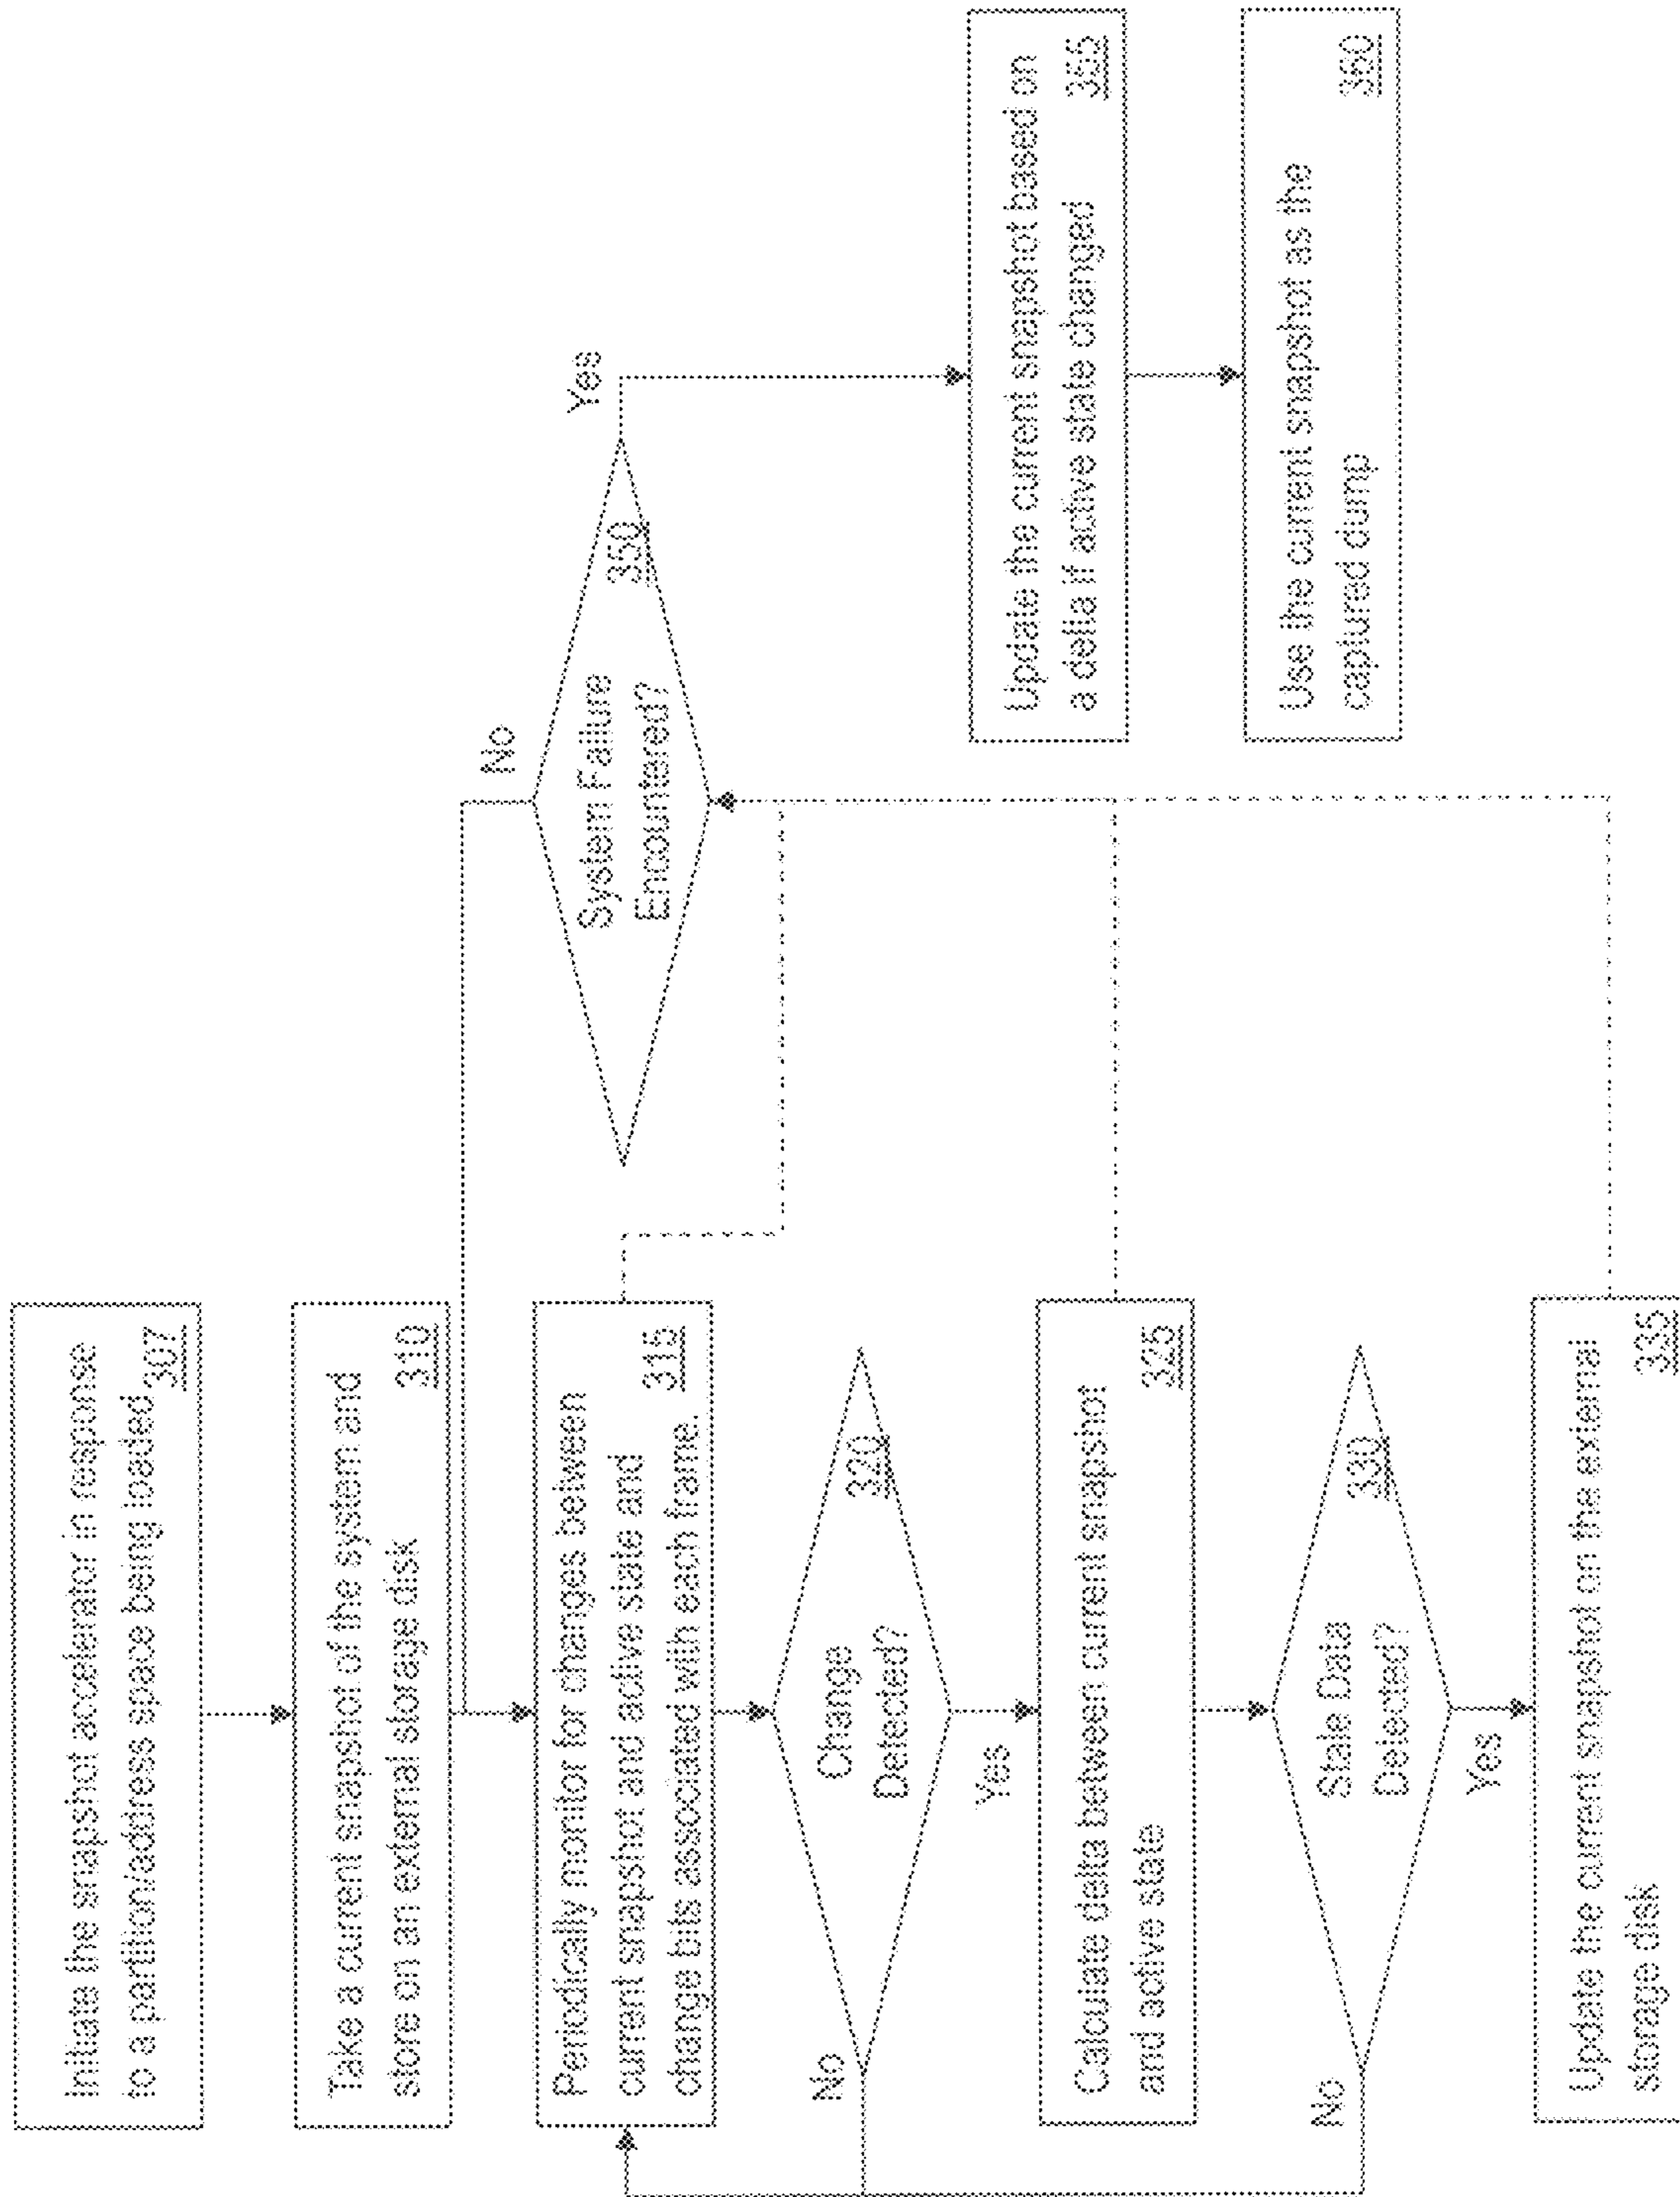 Initiate the snapshot accelerator in response
to a partition/address space being loaded 307
Take a current snapshot of the system and
store on an external storage disk 310
Periodically monitor for changes between
current snapshot and active state and 315
change bits associated with each frame.
Change
Detected?
320
No
Yes
Calculate delta between current snapshot
and active state 325
Stale Data
Detected?
330
No
Yes
Update the current snapshot on the external
storage disk 335
System Failure
Encountered?
350
No
Yes
Update the current snapshot based on
a delta if active state changed 355
Use the current snapshot as the
captured dump 360